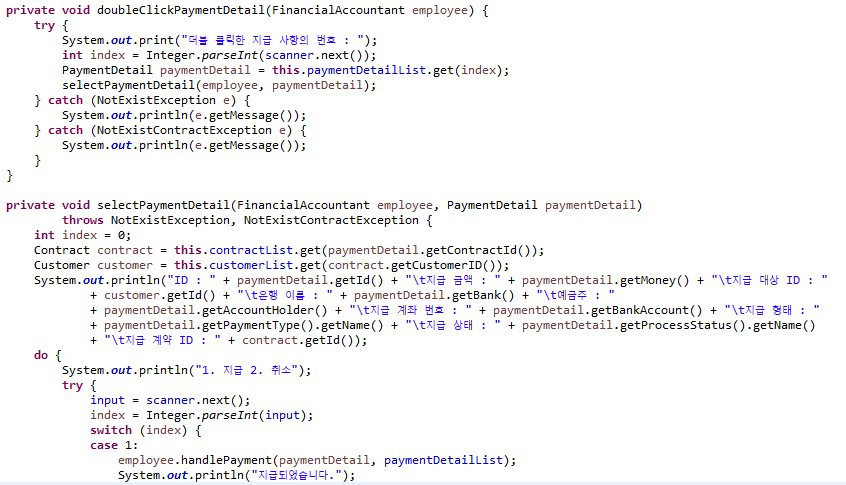 private void doubleClickPaymentDetail(FinancialAccountant employee) {
try {
System.out.print("더블 클릭한 지급 사항의 번호 : ");
int index = Integer.parseInt(scanner.next());
PaymentDetail paymentDetail = this.paymentDetailList.get(index);
selectPaymentDetail(employee, paymentDetail);
} catch (NotExistException e) {
System.out.println(e.getMessage());
} catch (NotExistContractException e) {
System.out.println(e.getMessage());
}
}
private void selectPaymentDetail(FinancialAccountant employee, PaymentDetail paymentDetail)
throws NotExistException, NotExistContractException {
int index = 0;
Contract contract = this.contractList.get(paymentDetail.getContractId());
Customer customer = this.customerList.get(contract.getCustomerID());
System.out.println("ID : " + paymentDetail.getId() + "\t지급 금액 : " + paymentDetail.getMoney() + "\t지급 대상 ID : "
+ customer.getId() + "\t은행 이름 : " + paymentDetail.getBank() + "\t예금주 : "
+ paymentDetail.getAccountHolder() + "\t지급 계좌 번호 : " + paymentDetail.getBankAccount() + "\t지급 형태 : "
+ paymentDetail.getPaymentType().getName() + "\t지급 상태 : " + paymentDetail.getProcessStatus().getName()
+ "\t지급 계약 ID : " + contract.getId());
do {
System.out.println("1. 지급 2. 취소");
try {
input = scanner.next();
index = Integer.parseInt(input);
switch (index) {
case 1:
employee.handlePayment(paymentDetail, paymentDetailList);
System.out.println("지급되었습니다.");